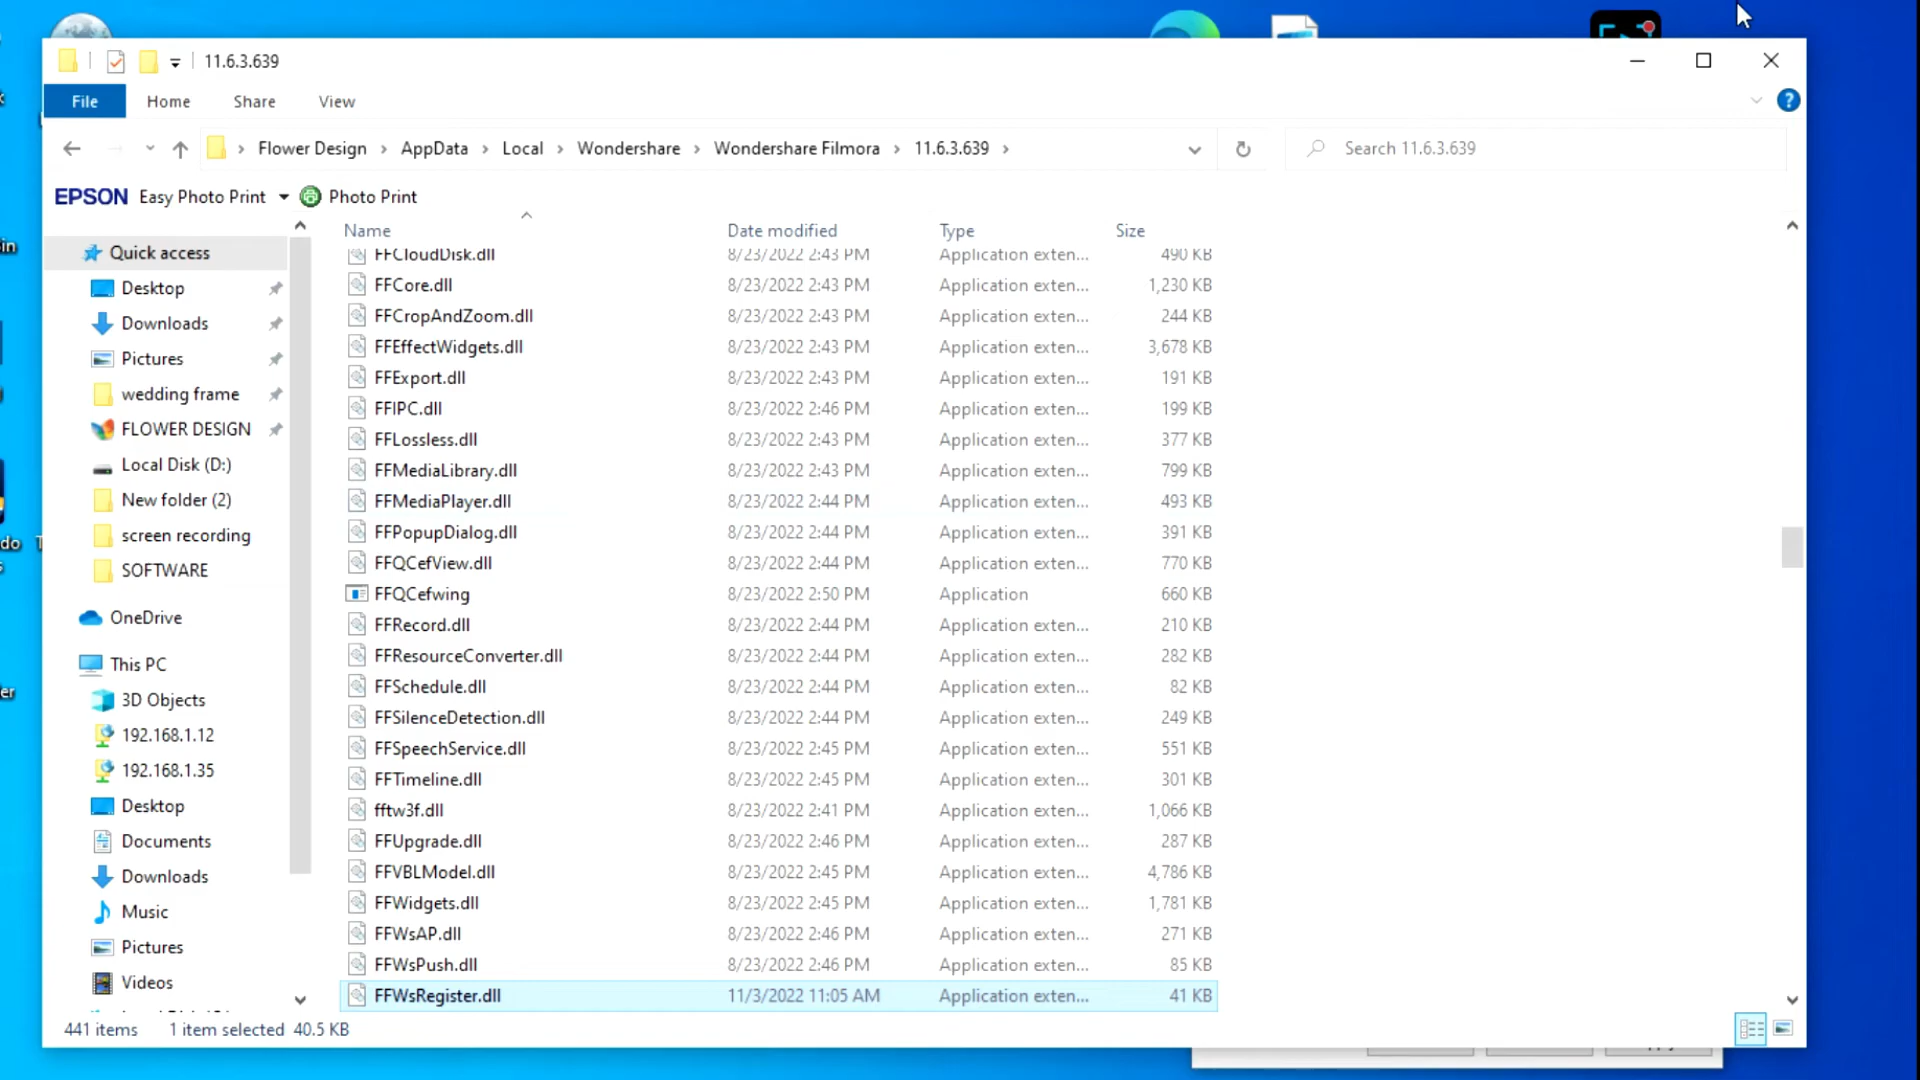 11.6.3.639
File Home Share View
Flower Design AppData Local Wondershare Wondershare Filmora 11.6.3.639 Search 11.6.3.639
EPSON Easy Photo Print Photo Print
Name Date modified Type Size
Quick access
Desktop
Downloads
Pictures
wedding frame
FLOWER DESIGN
Local Disk (D:)
New folder (2)
screen recording
SOFTWARE
OneDrive
This PC
3D Objects
192.168.1.12
192.168.1.35
Desktop
Documents
Downloads
Music
Pictures
Videos
FFCloudDisk.dll 8/23/2022 2:43 PM Application exten... 490 KB
FFCore.dll 8/23/2022 2:43 PM Application exten... 1,230 KB
FFCropAndZoom.dll 8/23/2022 2:43 PM Application exten... 244 KB
FFEffectWidgets.dll 8/23/2022 2:43 PM Application exten... 3,678 KB
FFExport.dll 8/23/2022 2:43 PM Application exten... 191 KB
FFIPC.dll 8/23/2022 2:46 PM Application exten... 199 KB
FFLossless.dll 8/23/2022 2:43 PM Application exten... 377 KB
FFMediaLibrary.dll 8/23/2022 2:43 PM Application exten... 799 KB
FFMediaPlayer.dll 8/23/2022 2:44 PM Application exten... 493 KB
FFPopupDialog.dll 8/23/2022 2:44 PM Application exten... 391 KB
FFQCefView.dll 8/23/2022 2:44 PM Application exten... 770 KB
FFQCefwing 8/23/2022 2:50 PM Application 660 KB
FFRecord.dll 8/23/2022 2:44 PM Application exten... 210 KB
FFResourceConverter.dll 8/23/2022 2:44 PM Application exten... 282 KB
FFSchedule.dll 8/23/2022 2:44 PM Application exten... 82 KB
FFSilenceDetection.dll 8/23/2022 2:44 PM Application exten... 249 KB
FFSpeechService.dll 8/23/2022 2:45 PM Application exten... 551 KB
FFTimeline.dll 8/23/2022 2:45 PM Application exten... 301 KB
fftw3f.dll 8/23/2022 2:41 PM Application exten... 1,066 KB
FFUpgrade.dll 8/23/2022 2:46 PM Application exten... 287 KB
FFVBLModel.dll 8/23/2022 2:45 PM Application exten... 4,786 KB
FFWidgets.dll 8/23/2022 2:45 PM Application exten... 1,781 KB
FFWsAP.dll 8/23/2022 2:46 PM Application exten... 271 KB
FFWsPush.dll 8/23/2022 2:46 PM Application exten... 85 KB
FFWsRegister.dll 11/3/2022 11:05 AM Application exten... 41 KB
441 items 1 item selected 40.5 KB